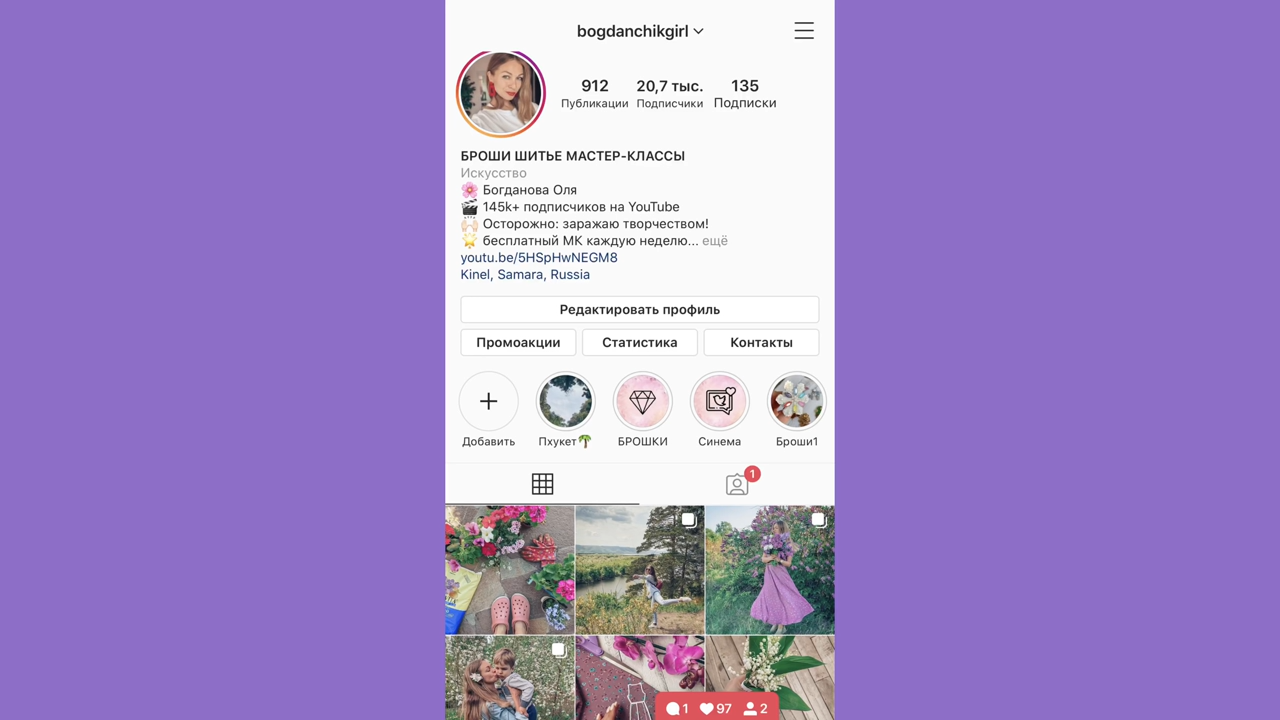 bogdanchikgirl
912 20,7 тыс. 135
Публикации Подписчики Подписки
БРОШИ ШИТЬЕ МАСТЕР-КЛАССЫ
Искусство
🌸 Богданова Оля
🎬 145k+ подписчиков на YouTube
🙌🏻 Осторожно: заражаю творчеством!
🌟 бесплатный МК каждую неделю... ещё
youtu.be/5HSpHwNEGM8
Kinel, Samara, Russia
Редактировать профиль
Промоакции Статистика Контакты
Добавить Пхукет🌴 БРОШКИ Синема Броши1
1
1 97 2